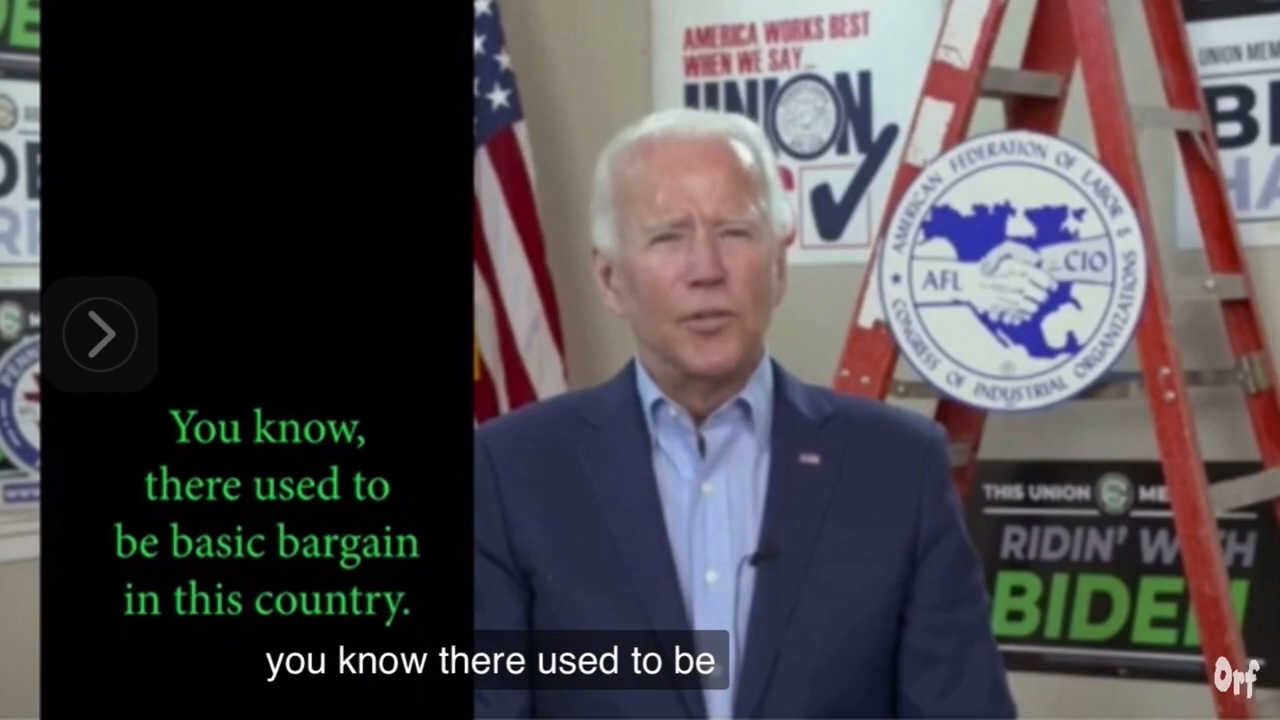 AMERICA WORKS BEST
WHEN WE SAY...
UNION
UNION MEM
AMERICAN FEDERATION OF LABOR &
CONGRESS OF INDUSTRIAL ORGANIZATIONS
AFL CIO
You know,
there used to
be basic bargain
in this country.
THIS UNION
RIDIN'
BIDEN
you know there used to be
Orf